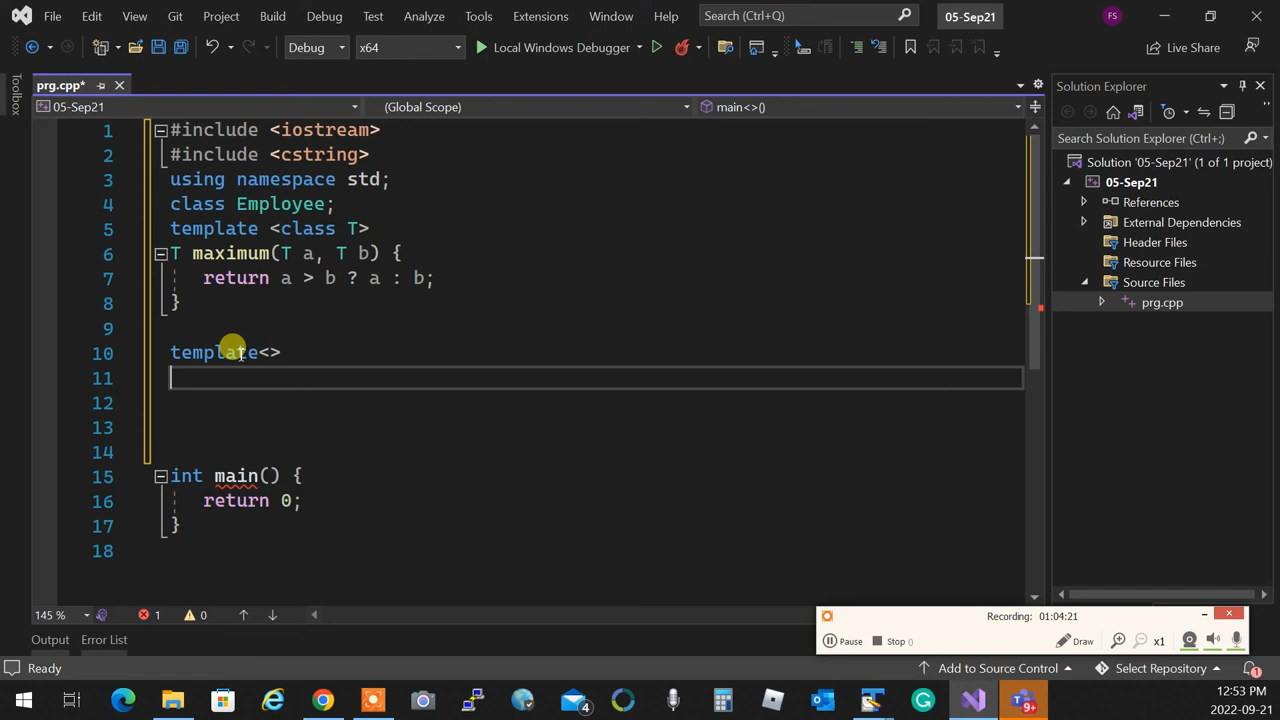 File Edit View Git Project Build Debug Test Analyze Tools Extensions Window Help Search (Ctrl+Q) 05-Sep21 FS
Debug x64 Local Windows Debugger Live Share
prg.cpp*
05-Sep21 (Global Scope) main<>()
Toolbox
1 #include <iostream>
2 #include <cstring>
3 using namespace std;
4 class Employee;
5 template <class T>
6 T maximum(T a, T b) {
7 return a > b ? a : b;
8 }
9
10 template<>
11
12
13
14
15 int main() {
16 return 0;
17 }
18
Solution Explorer
Search Solution Explorer (Ctrl+;)
Solution '05-Sep21' (1 of 1 project)
05-Sep21
References
External Dependencies
Header Files
Resource Files
Source Files
prg.cpp
145 % 1 0
Recording: 01:04:21
Pause Stop Draw x1
Output Error List
Ready Add to Source Control Select Repository 1
4 9+
12:53 PM
2022-09-21